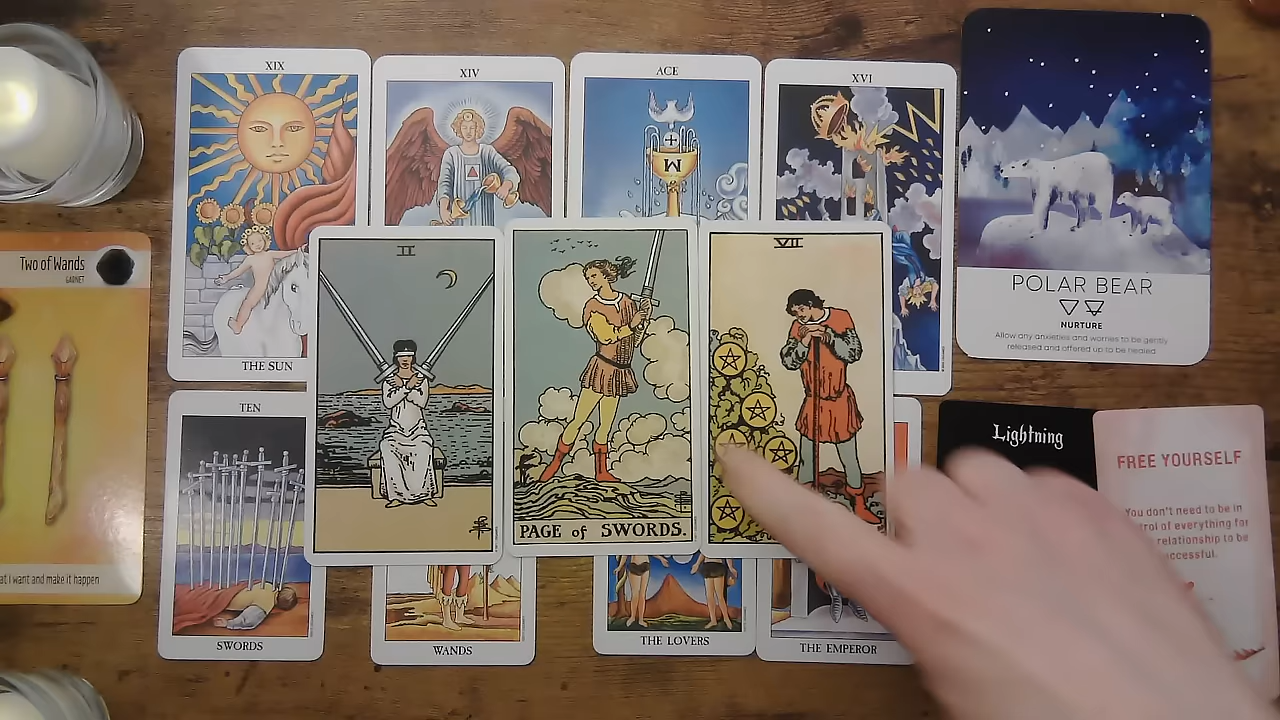 XIX
THE SUN
XIV
ACE
XVI
POLAR BEAR
NURTURE
Allow any anxieties and worries to be gently
released and offered up to be healed.
Two of Wands
GARNET
at I want and make it happen
II
PAGE of SWORDS.
VII
TEN
SWORDS
WANDS
THE LOVERS
THE EMPEROR
Lightning
FREE YOURSELF
You don't need to be in
trol of everything for
relationship to be
uccessful.